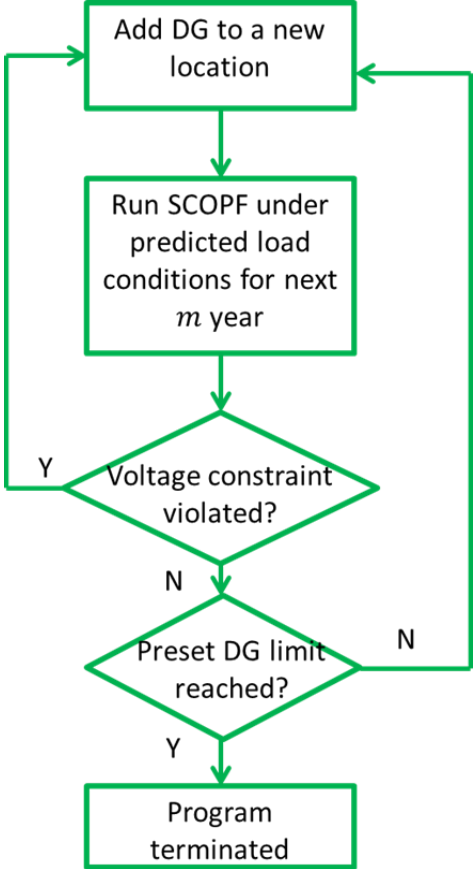 Add DG to a new
location
Run SCOPF under
predicted load
conditions for next
m year
Y
Voltage constraint
violated?
N
Preset DG limit
reached?
N
Y
Program
terminated